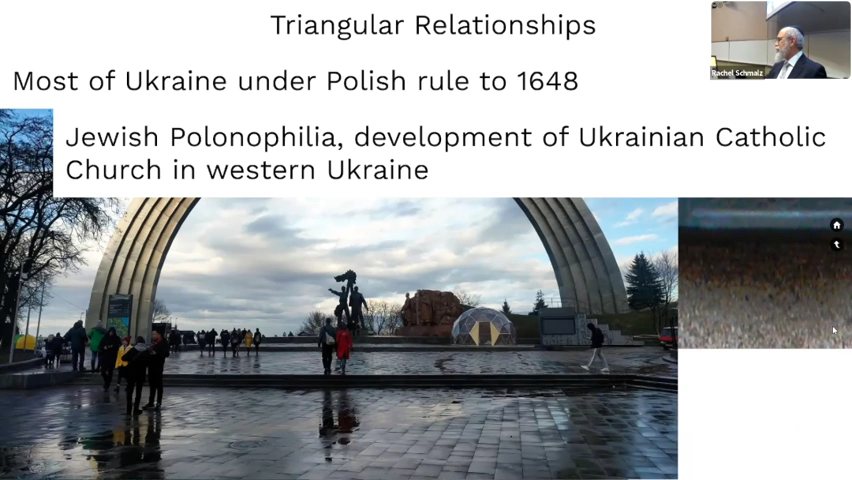 Triangular Relationships
Rachel Schmalz
Most of Ukraine under Polish rule to 1648
Jewish Polonophilia, development of Ukrainian Catholic
Church in western Ukraine